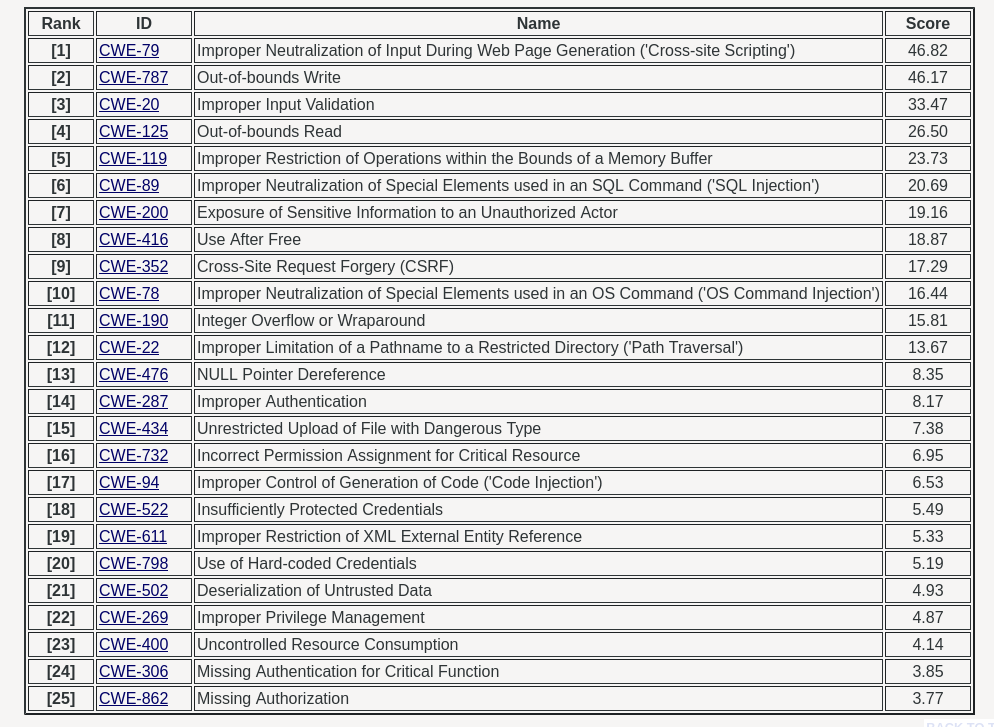 Rank ID Name Score
[1] CWE-79 Improper Neutralization of Input During Web Page Generation ('Cross-site Scripting') 46.82
[2] CWE-787 Out-of-bounds Write 46.17
[3] CWE-20 Improper Input Validation 33.47
[4] CWE-125 Out-of-bounds Read 26.50
[5] CWE-119 Improper Restriction of Operations within the Bounds of a Memory Buffer 23.73
[6] CWE-89 Improper Neutralization of Special Elements used in an SQL Command ('SQL Injection') 20.69
[7] CWE-200 Exposure of Sensitive Information to an Unauthorized Actor 19.16
[8] CWE-416 Use After Free 18.87
[9] CWE-352 Cross-Site Request Forgery (CSRF) 17.29
[10] CWE-78 Improper Neutralization of Special Elements used in an OS Command ('OS Command Injection') 16.44
[11] CWE-190 Integer Overflow or Wraparound 15.81
[12] CWE-22 Improper Limitation of a Pathname to a Restricted Directory ('Path Traversal') 13.67
[13] CWE-476 NULL Pointer Dereference 8.35
[14] CWE-287 Improper Authentication 8.17
[15] CWE-434 Unrestricted Upload of File with Dangerous Type 7.38
[16] CWE-732 Incorrect Permission Assignment for Critical Resource 6.95
[17] CWE-94 Improper Control of Generation of Code ('Code Injection') 6.53
[18] CWE-522 Insufficiently Protected Credentials 5.49
[19] CWE-611 Improper Restriction of XML External Entity Reference 5.33
[20] CWE-798 Use of Hard-coded Credentials 5.19
[21] CWE-502 Deserialization of Untrusted Data 4.93
[22] CWE-269 Improper Privilege Management 4.87
[23] CWE-400 Uncontrolled Resource Consumption 4.14
[24] CWE-306 Missing Authentication for Critical Function 3.85
[25] CWE-862 Missing Authorization 3.77